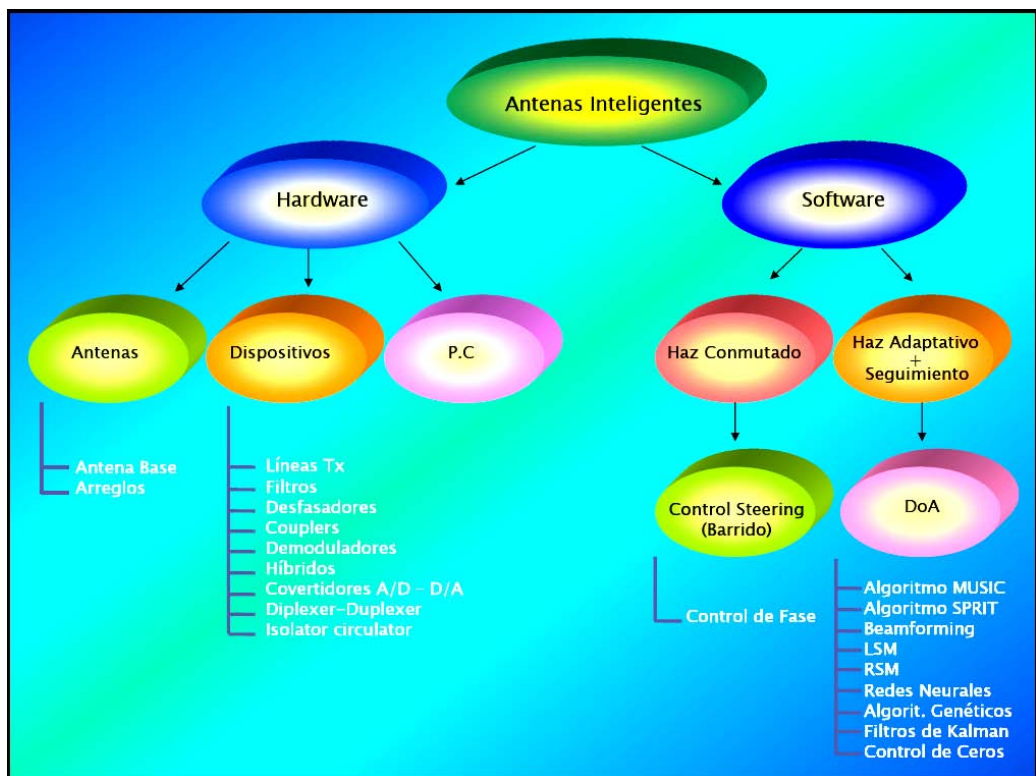 Antenas Inteligentes
Hardware
Software
Antenas
Dispositivos
P.C
Haz Conmutado
Haz Adaptativo
+
Seguimiento
Antena Base
Arreglos
Líneas Tx
Filtros
Desfasadores
Couplers
Demoduladores
Híbridos
Covertidores A/D - D/A
Diplexer-Duplexer
Isolator circulator
Control Steering
(Barrido)
DoA
Control de Fase
Algoritmo MUSIC
Algoritmo SPRIT
Beamforming
LSM
RSM
Redes Neurales
Algorit. Genéticos
Filtros de Kalman
Control de Ceros